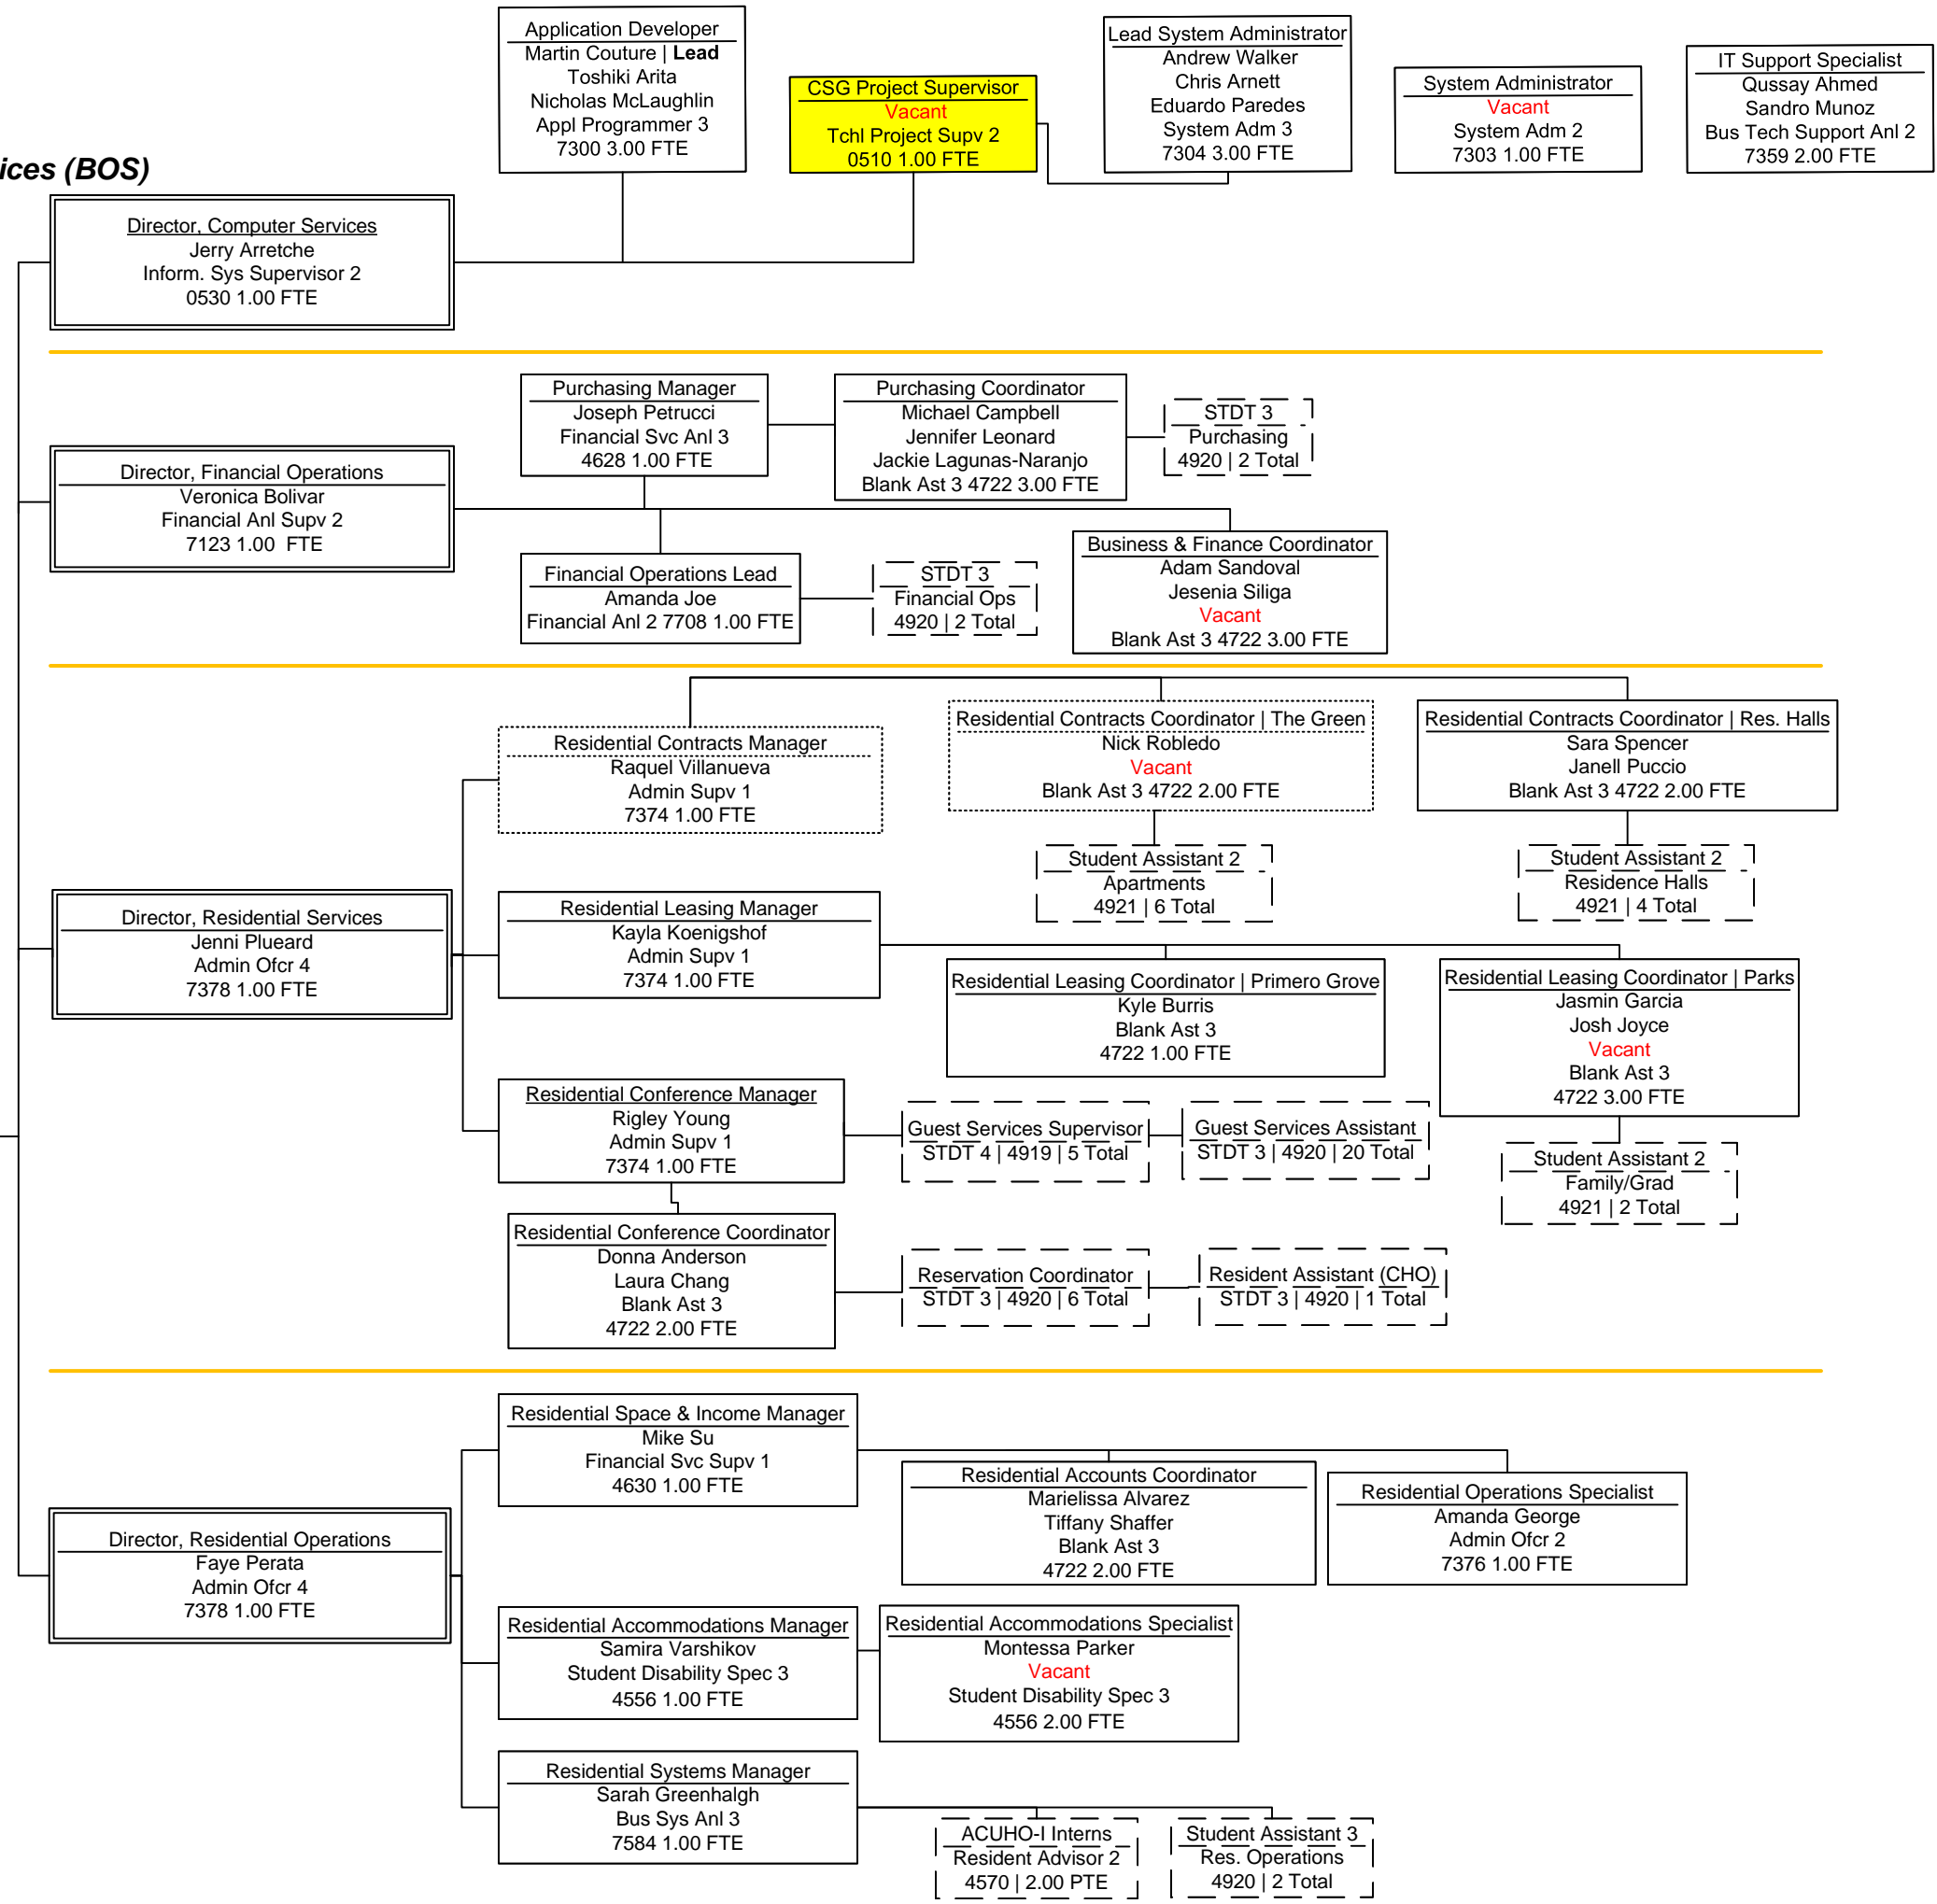 Application Developer
Martin Couture | Lead
Toshiki Arita
Nicholas McLaughlin
Appl Programmer 3
7300 3.00 FTE
CSG Project Supervisor
Vacant
Tchl Project Supv 2
0510 1.00 FTE
Lead System Administrator
Andrew Walker
Chris Arnett
Eduardo Paredes
System Adm 3
7304 3.00 FTE
System Administrator
Vacant
System Adm 2
7303 1.00 FTE
IT Support Specialist
Qussay Ahmed
Sandro Munoz
Bus Tech Support Anl 2
7359 2.00 FTE
ices (BOS)
Director, Computer Services
Jerry Arretche
Inform. Sys Supervisor 2
0530 1.00 FTE
Purchasing Manager
Joseph Petrucci
Financial Svc Anl 3
4628 1.00 FTE
Purchasing Coordinator
Michael Campbell
Jennifer Leonard
Jackie Lagunas-Naranjo
Blank Ast 3 4722 3.00 FTE
STDT 3
Purchasing
4920 | 2 Total
Director, Financial Operations
Veronica Bolivar
Financial Anl Supv 2
7123 1.00 FTE
Financial Operations Lead
Amanda Joe
Financial Anl 2 7708 1.00 FTE
STDT 3
Financial Ops
4920 | 2 Total
Business & Finance Coordinator
Adam Sandoval
Jesenia Siliga
Vacant
Blank Ast 3 4722 3.00 FTE
Residential Contracts Manager
Raquel Villanueva
Admin Supv 1
7374 1.00 FTE
Residential Contracts Coordinator | The Green
Nick Robledo
Vacant
Blank Ast 3 4722 2.00 FTE
Residential Contracts Coordinator | Res. Halls
Sara Spencer
Janell Puccio
Blank Ast 3 4722 2.00 FTE
Student Assistant 2
Apartments
4921 | 6 Total
Student Assistant 2
Residence Halls
4921 | 4 Total
Director, Residential Services
Jenni Plueard
Admin Ofcr 4
7378 1.00 FTE
Residential Leasing Manager
Kayla Koenigshof
Admin Supv 1
7374 1.00 FTE
Residential Leasing Coordinator | Primero Grove
Kyle Burris
Blank Ast 3
4722 1.00 FTE
Residential Leasing Coordinator | Parks
Jasmin Garcia
Josh Joyce
Vacant
Blank Ast 3
4722 3.00 FTE
Residential Conference Manager
Rigley Young
Admin Supv 1
7374 1.00 FTE
Guest Services Supervisor
STDT 4 | 4919 | 5 Total
Guest Services Assistant
STDT 3 | 4920 | 20 Total
Student Assistant 2
Family/Grad
4921 | 2 Total
Residential Conference Coordinator
Donna Anderson
Laura Chang
Blank Ast 3
4722 2.00 FTE
Reservation Coordinator
STDT 3 | 4920 | 6 Total
Resident Assistant (CHO)
STDT 3 | 4920 | 1 Total
Residential Space & Income Manager
Mike Su
Financial Svc Supv 1
4630 1.00 FTE
Residential Accounts Coordinator
Marielissa Alvarez
Tiffany Shaffer
Blank Ast 3
4722 2.00 FTE
Residential Operations Specialist
Amanda George
Admin Ofcr 2
7376 1.00 FTE
Director, Residential Operations
Faye Perata
Admin Ofcr 4
7378 1.00 FTE
Residential Accommodations Manager
Samira Varshikov
Student Disability Spec 3
4556 1.00 FTE
Residential Accommodations Specialist
Montessa Parker
Vacant
Student Disability Spec 3
4556 2.00 FTE
Residential Systems Manager
Sarah Greenhalgh
Bus Sys Anl 3
7584 1.00 FTE
ACUHO-I Interns
Resident Advisor 2
4570 | 2.00 PTE
Student Assistant 3
Res. Operations
4920 | 2 Total